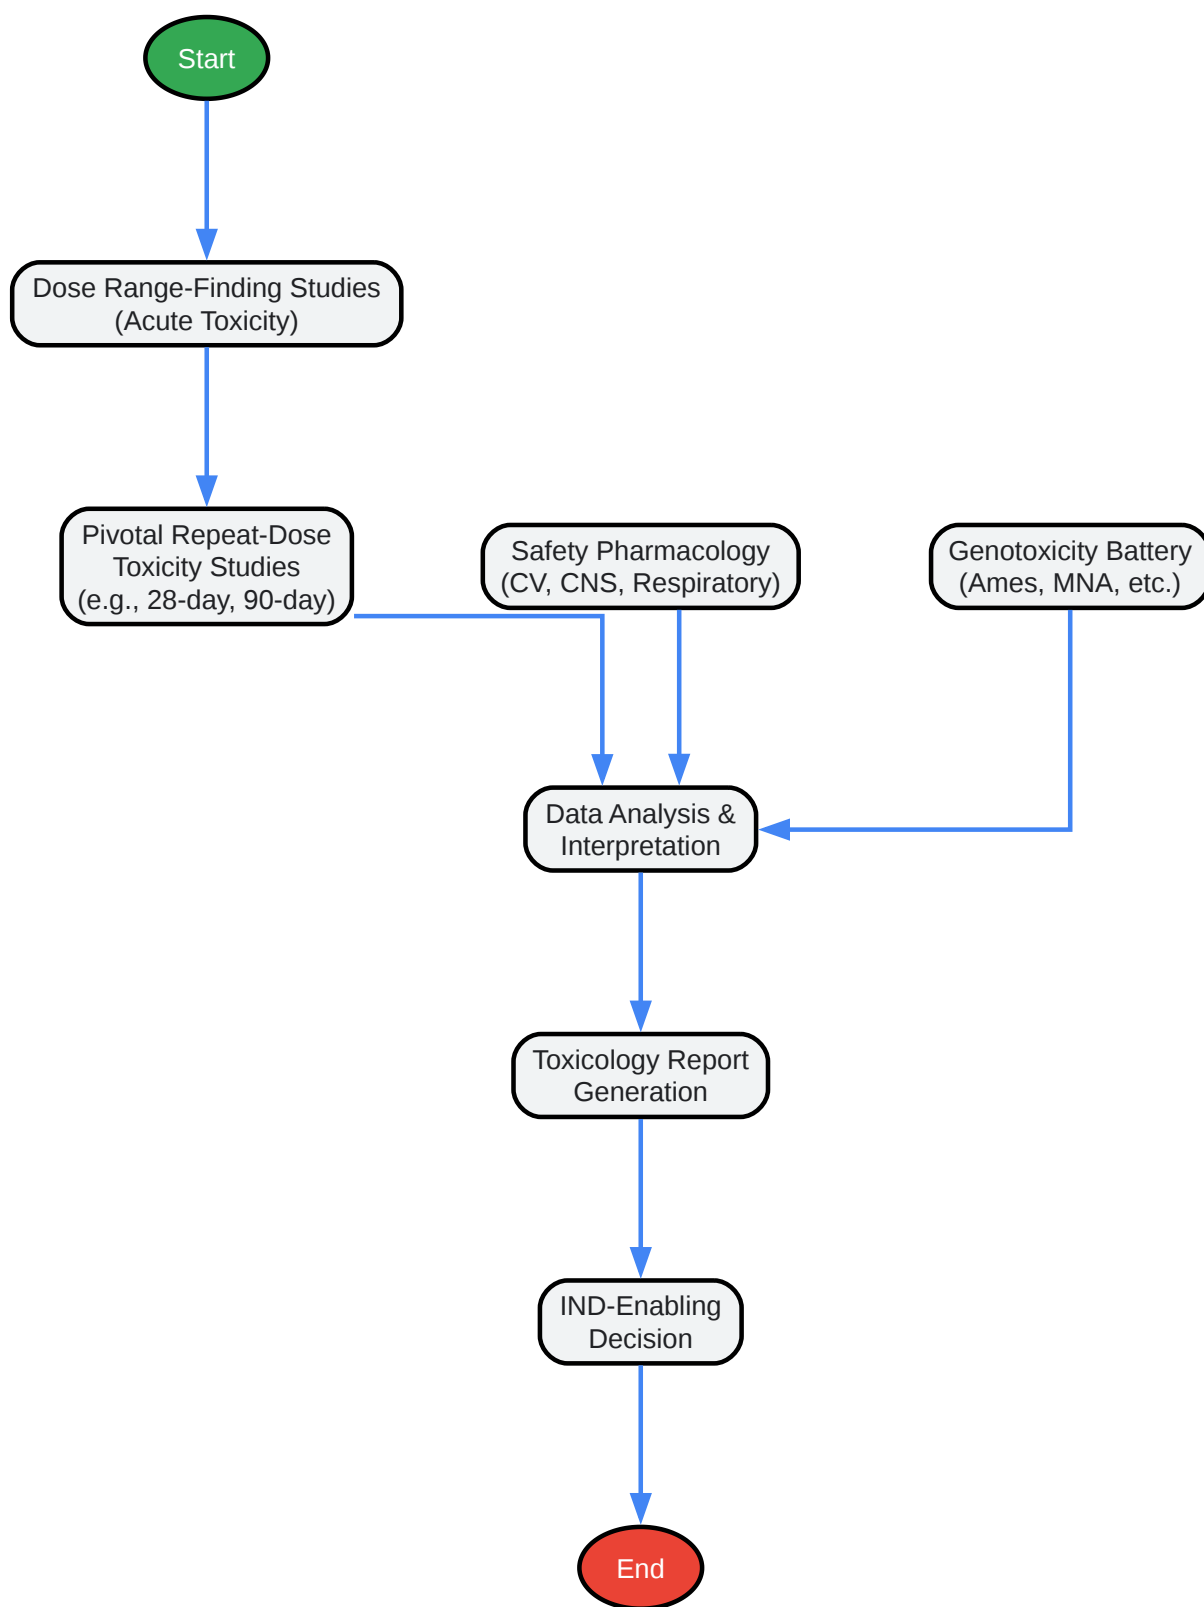 Start
Dose Range-Finding Studies
(Acute Toxicity)
Pivotal Repeat-Dose
Toxicity Studies
(e.g., 28-day, 90-day)
Safety Pharmacology
(CV, CNS, Respiratory)
Genotoxicity Battery
(Ames, MNA, etc.)
Data Analysis &
Interpretation
Toxicology Report
Generation
IND-Enabling
Decision
End